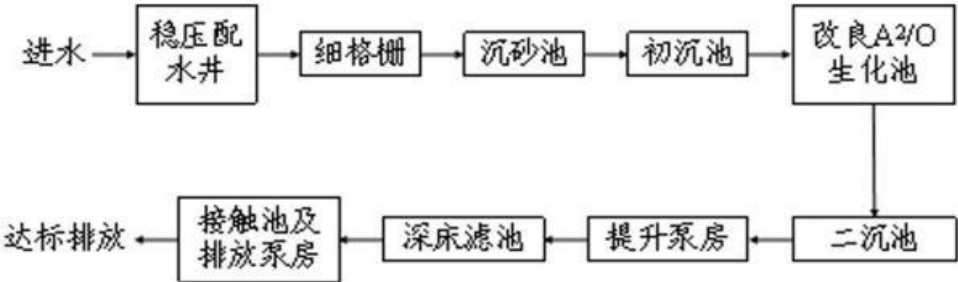 进水
稳压配
水井
细格栅
沉砂池
初沉池
改良A²/O
生化池
二沉池
提升泵房
深床滤池
接触池及
排放泵房
达标排放